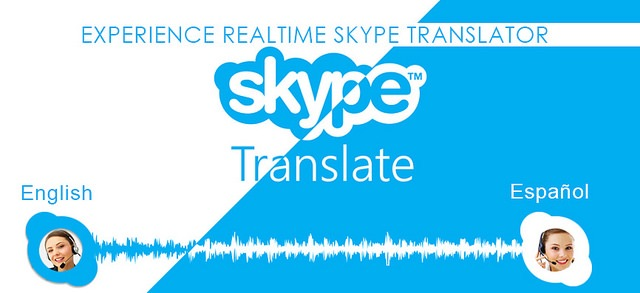 EXPERIENCE REALTIME SKYPE TRANSLATOR
skype™
Translate
English
Español